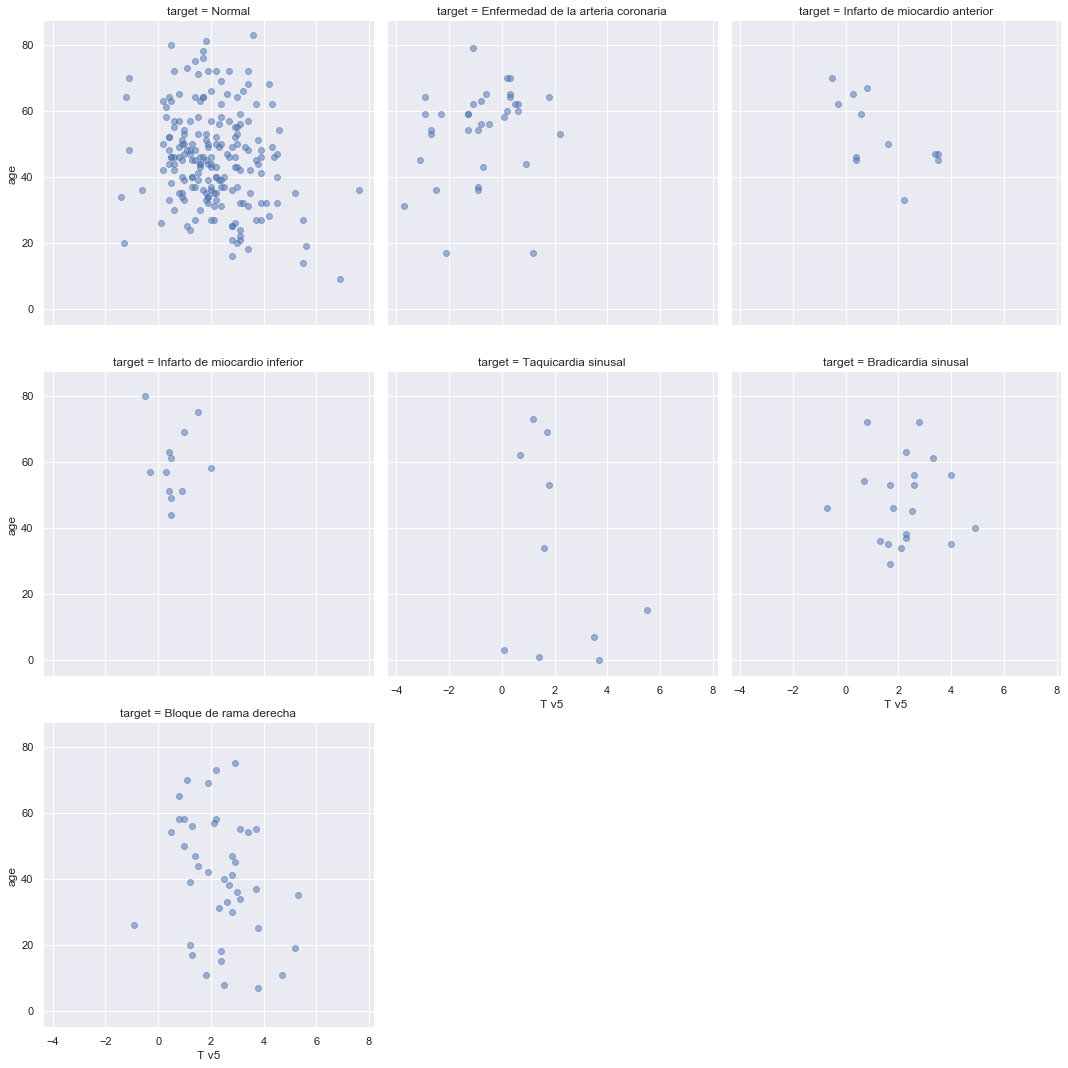 target = Normal
target = Enfermedad de la arteria coronaria
target = Infarto de miocardio anterior
80
60
40
20
0
age
target = Infarto de miocardio inferior
target = Taquicardia sinusal
target = Bradicardia sinusal
80
60
40
20
0
age
−4 −2 0 2 4 6 8
T v5
−4 −2 0 2 4 6 8
T v5
target = Bloque de rama derecha
80
60
40
20
0
age
−4 −2 0 2 4 6 8
T v5